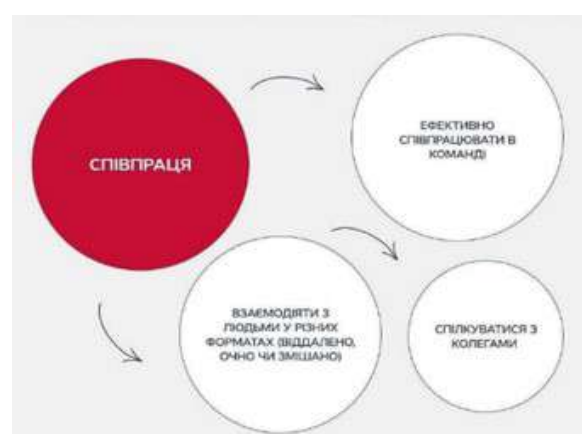 СПІВПРАЦЯ
ЕФЕКТИВНО
СПІВПРАЦЮВАТИ В
КОМАНДІ
ВЗАЄМОДІЯТИ З
ЛЮДЬМИ У РІЗНИХ
ФОРМАТАХ (ВІДДАЛЕНО,
ОЧНО ЧИ ЗМІШАНО)
СПІЛКУВАТИСЯ З
КОЛЕГАМИ